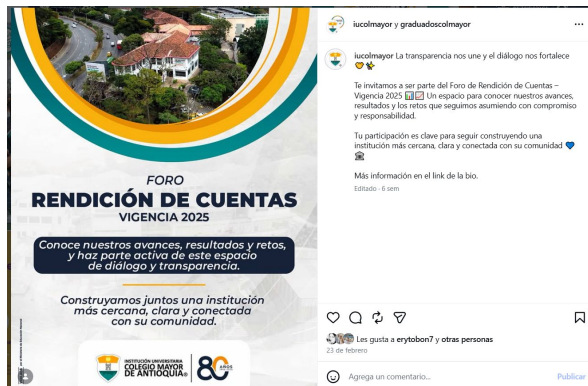 FORO
RENDICIÓN DE CUENTAS
VIGENCIA 2025
Conoce nuestros avances, resultados y retos,
y haz parte activa de este espacio
de diálogo y transparencia.
Construyamos juntos una institución
más cercana, clara y conectada
con su comunidad.
INSTITUCIÓN UNIVERSITARIA
COLEGIO MAYOR
DE ANTIOQUIA®
80 AÑOS
iucolmayor y graduadoscolmayor
iucolmayor La transparencia nos une y el diálogo nos fortalece
🧡✨
Te invitamos a ser parte del Foro de Rendición de Cuentas –
Vigencia 2025 📊📈 Un espacio para conocer nuestros avances,
resultados y los retos que seguimos asumiendo con compromiso
y responsabilidad.
Tu participación es clave para seguir construyendo una
institución más cercana, clara y conectada con su comunidad 💙
🏛
Más información en el link de la bio.
Editado · 6 sem
Les gusta a erytobon7 y otras personas
23 de febrero
Agrega un comentario...
Publicar